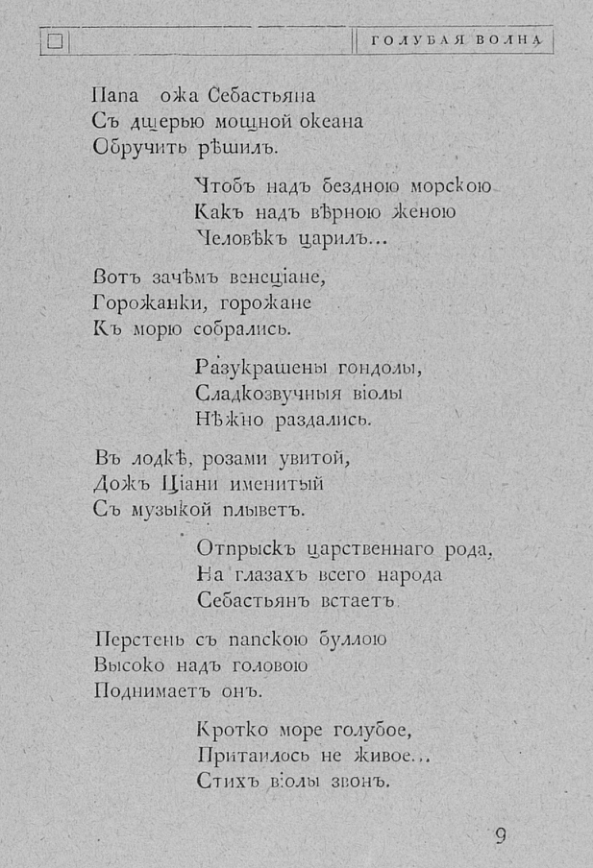 ГОЛУБАЯ ВОЛНА
Папа ожа Себастьяна
Съ дщерью мощной океана
Обручить рѣшилъ.
Чтобъ надъ бездною морскою
Какъ надъ вѣрною женою
Человѣкъ царилъ...
Вотъ зачѣмъ венеціане,
Горожанки, горожане
Къ морю собрались.
Разукрашены гондолы,
Сладкозвучныя віолы
Нѣжно раздались.
Въ лодкѣ, розами увитой,
Дожъ Ціани именитый
Съ музыкой плыветъ.
Отпрыскъ царственнаго рода,
На глазахъ всего народа
Себастьянъ встаетъ
Перстень съ папскою буллою
Высоко надъ головою
Поднимаетъ онъ.
Кротко море голубое,
Притаилось не живое...
Стихъ віолы звонъ.
9